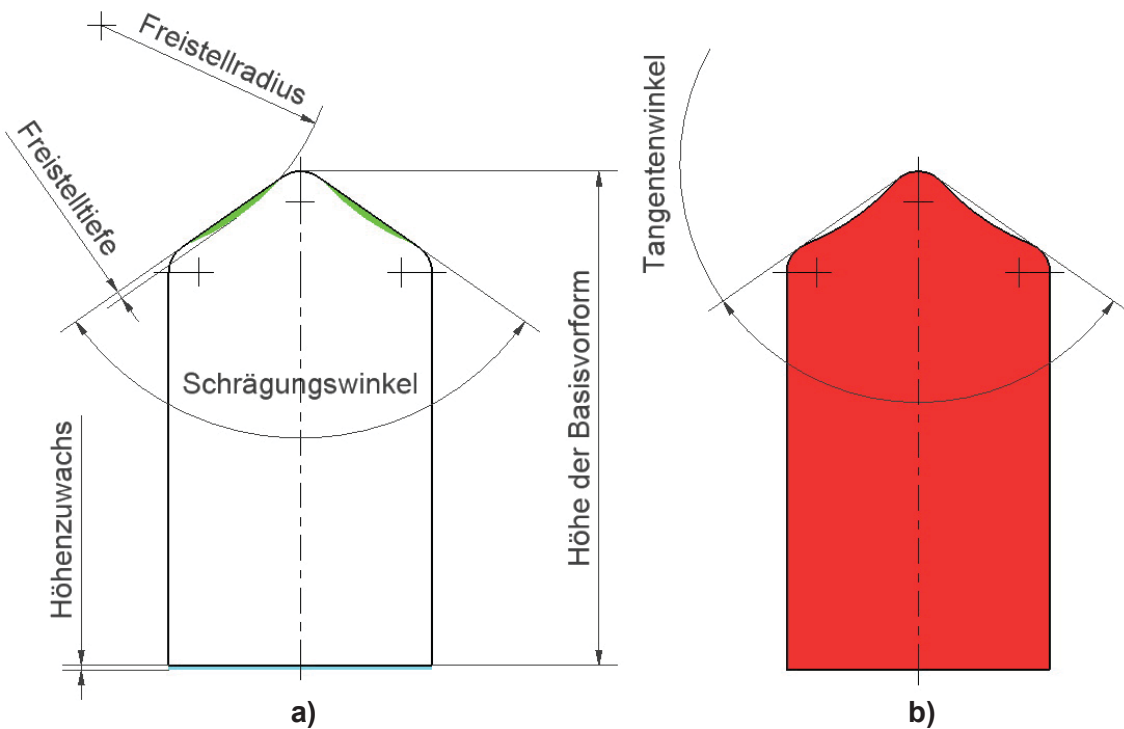 Freistellradius
Freistelltiefe
Schrägungswinkel
Höhenzuwachs
Höhe der Basisvorform
a)
Tangentenwinkel
b)